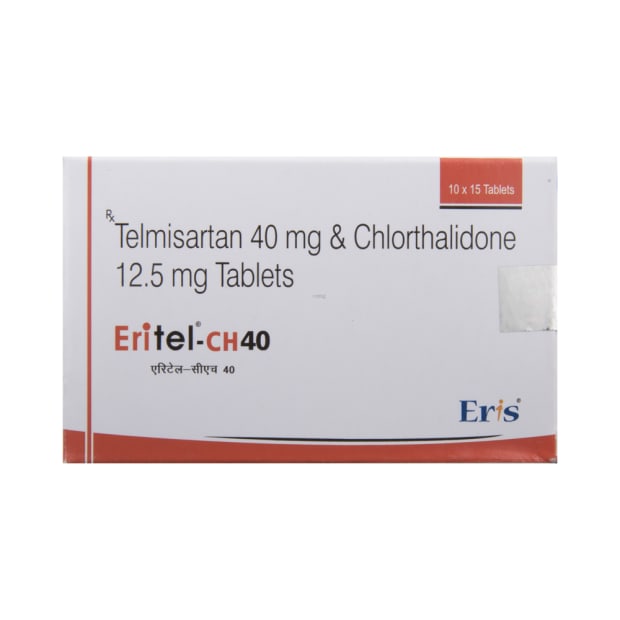 10 x 15 Tablets
Rx
Telmisartan 40 mg & Chlorthalidone
12.5 mg Tablets
Eritel®-CH40
एरिटेल–सीएच 40
Eris®